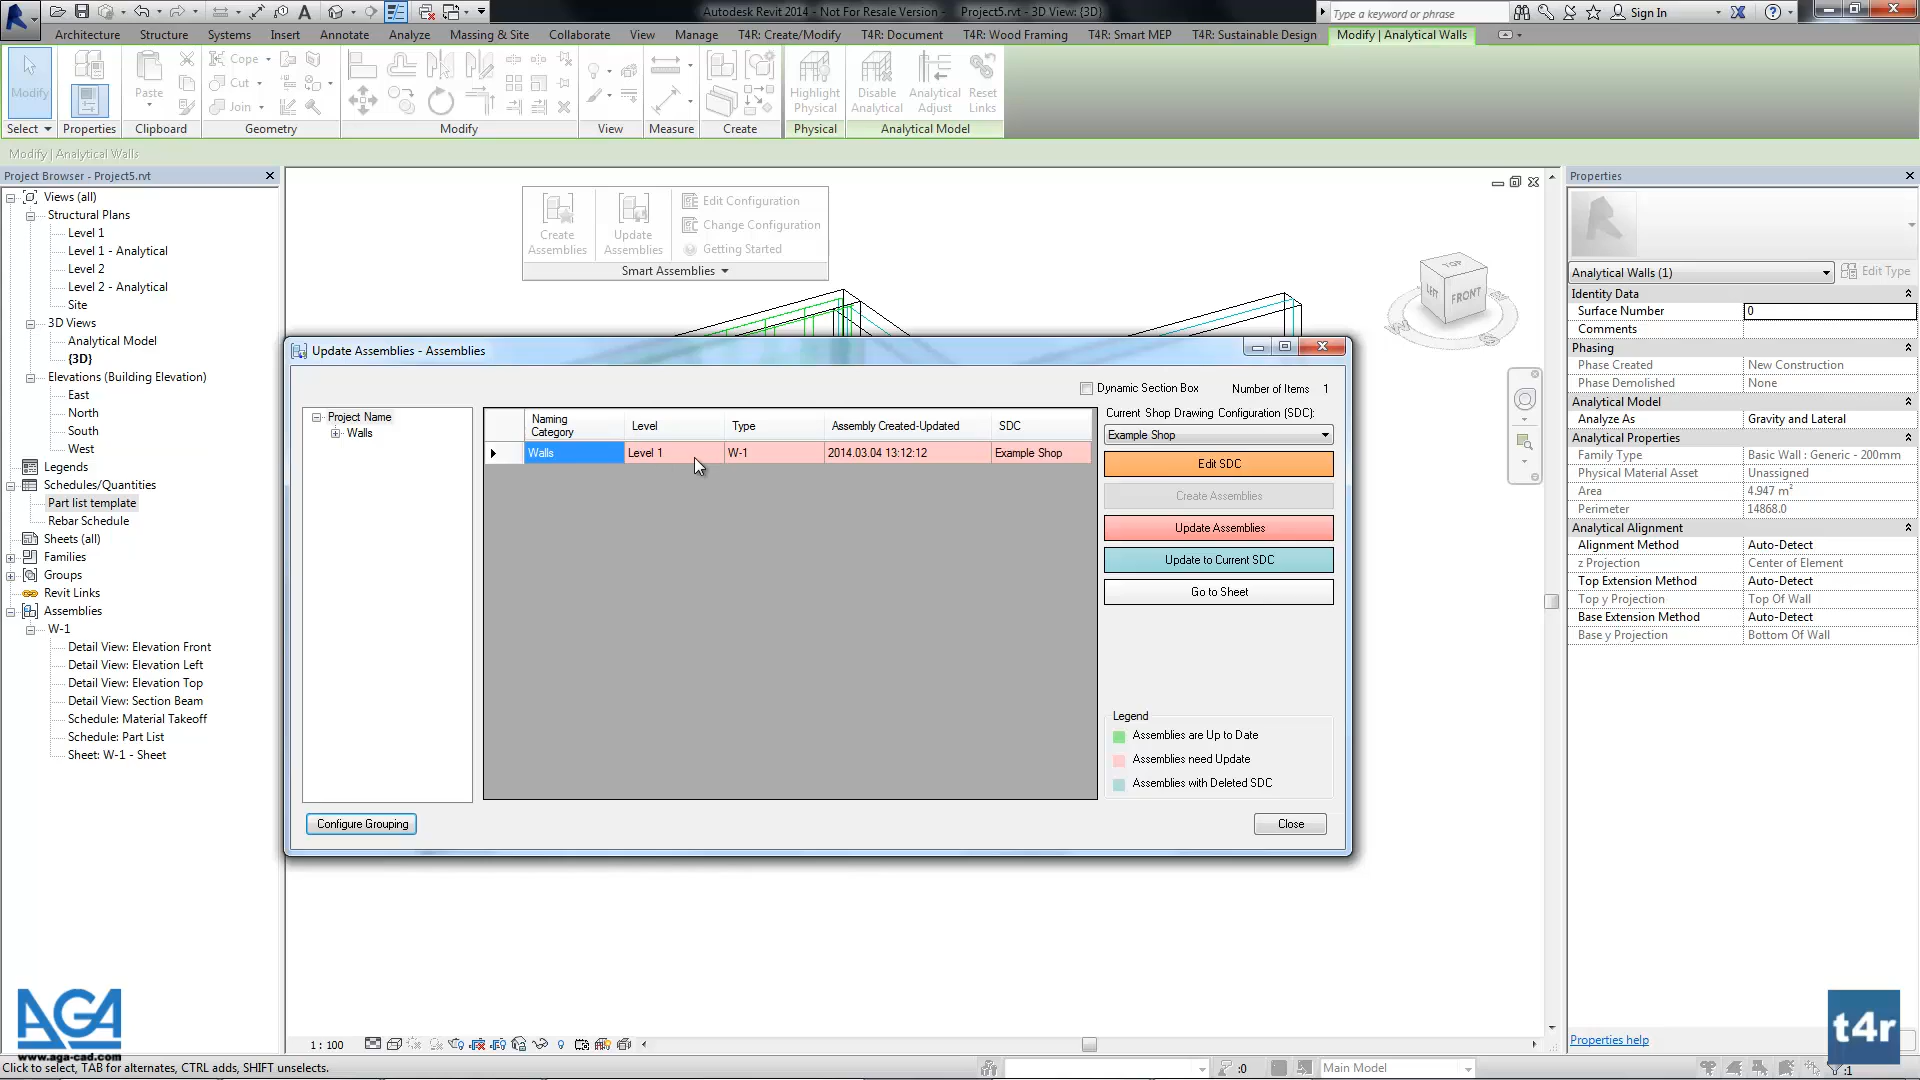 Autodesk Revit 2014 - Not For Resale Version -    Project5.rvt - 3D View: {3D}
Type a keyword or phrase
Sign In
Architecture Structure Systems Insert Annotate Analyze Massing & Site Collaborate View Manage T4R: Create/Modify T4R: Document T4R: Wood Framing T4R: Smart MEP T4R: Sustainable Design Modify | Analytical Walls
Modify
Paste
Cope
Cut
Join
Highlight Physical
Disable Analytical
Analytical Adjust
Reset Links
Select Properties Clipboard Geometry Modify View Measure Create Physical Analytical Model
Modify | Analytical Walls
Project Browser - Project5.rvt
Views (all)
Structural Plans
Level 1
Level 1 - Analytical
Level 2
Level 2 - Analytical
Site
3D Views
Analytical Model
{3D}
Elevations (Building Elevation)
East
North
South
West
Legends
Schedules/Quantities
Part list template
Rebar Schedule
Sheets (all)
Families
Groups
Revit Links
Assemblies
W-1
Detail View: Elevation Front
Detail View: Elevation Left
Detail View: Elevation Top
Detail View: Section Beam
Schedule: Material Takeoff
Schedule: Part List
Sheet: W-1 - Sheet
AGA
www.aga-cad.com
Create Assemblies
Update Assemblies
Edit Configuration
Change Configuration
Getting Started
Smart Assemblies
TOP
LEFT
FRONT
W
Update Assemblies - Assemblies
Dynamic Section Box
Number of Items 1
Project Name
Walls
Naming Category Level Type Assembly Created-Updated SDC
Walls Level 1 W-1 2014.03.04 13:12:12 Example Shop
Current Shop Drawing Configuration (SDC):
Example Shop
Edit SDC
Create Assemblies
Update Assemblies
Update to Current SDC
Go to Sheet
Legend
Assemblies are Up to Date
Assemblies need Update
Assemblies with Deleted SDC
Configure Grouping
Close
Properties
Analytical Walls (1)
Edit Type
Identity Data
Surface Number 0
Comments
Phasing
Phase Created New Construction
Phase Demolished None
Analytical Model
Analyze As Gravity and Lateral
Analytical Properties
Family Type Basic Wall : Generic - 200mm
Physical Material Asset Unassigned
Area 4.947 m²
Perimeter 14868.0
Analytical Alignment
Alignment Method Auto-Detect
z Projection Center of Element
Top Extension Method Auto-Detect
Top y Projection Top Of Wall
Base Extension Method Auto-Detect
Base y Projection Bottom Of Wall
Properties help
t4r
1 : 100
Click to select, TAB for alternates, CTRL adds, SHIFT unselects.
:0
Main Model
:1